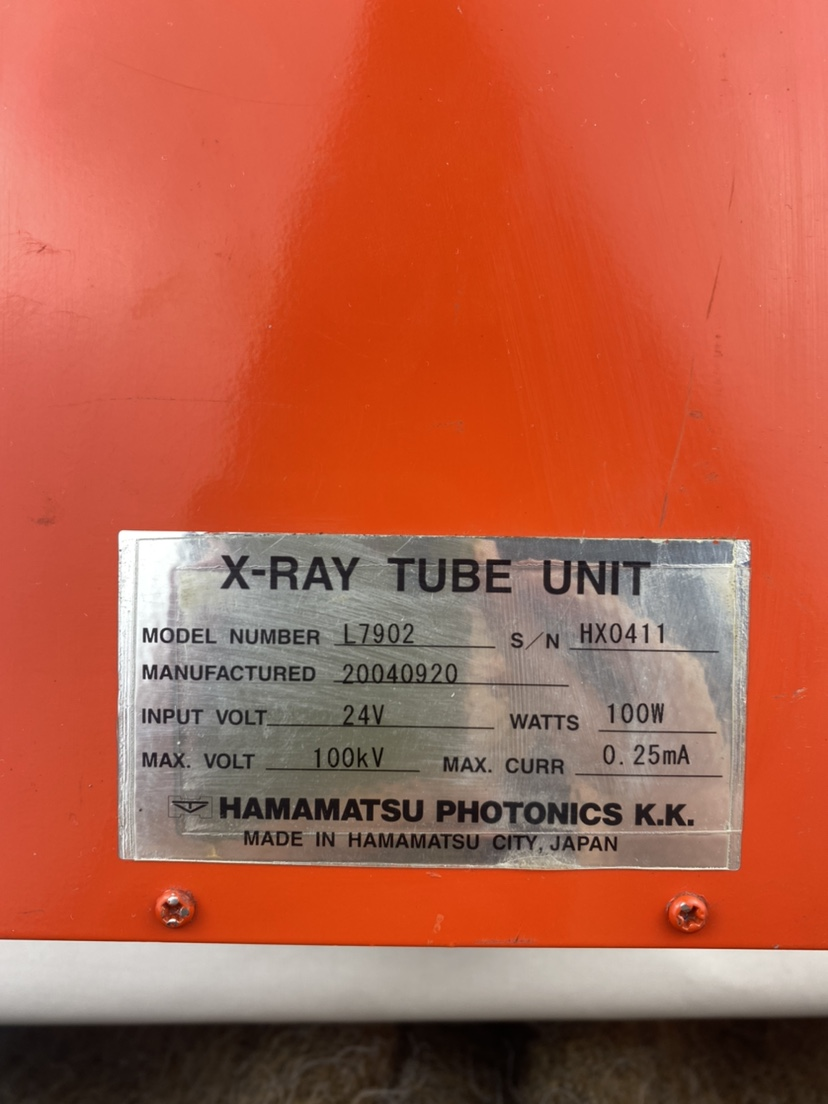 X-RAY TUBE UNIT
MODEL NUMBER L7902 S/N HX0411
MANUFACTURED 20040920
INPUT VOLT 24V WATTS 100W
MAX. VOLT 100kV MAX. CURR 0.25mA
HAMAMATSU PHOTONICS K.K.
MADE IN HAMAMATSU CITY, JAPAN